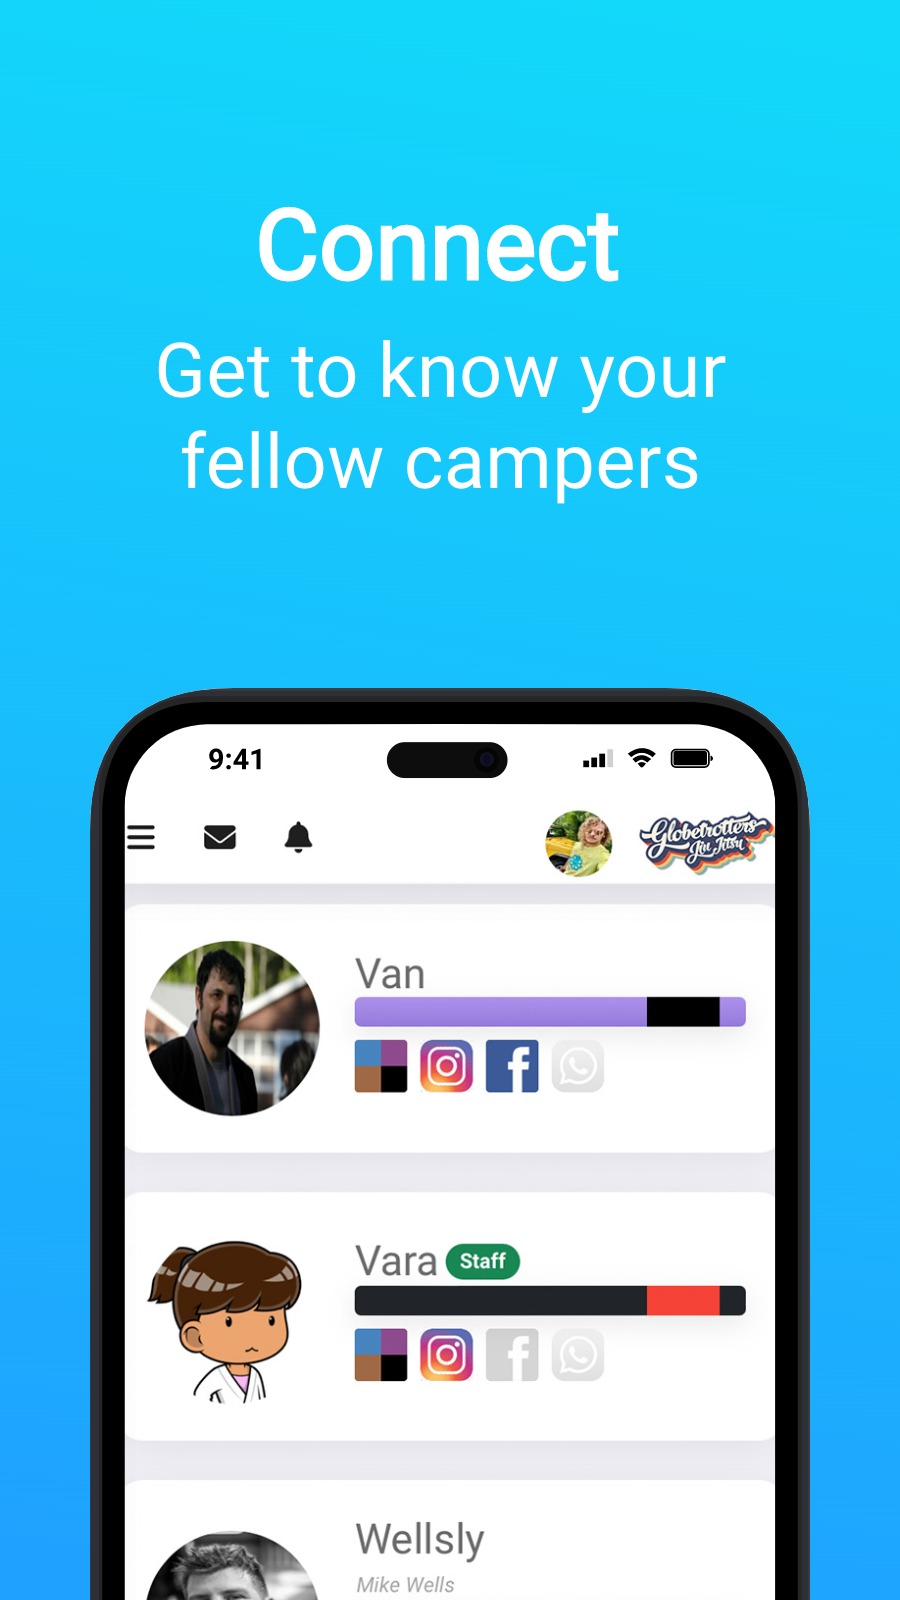 Connect
Get to know your
fellow campers
9:41
Globetrotters
Jiu Jitsu
Van
Vara Staff
Wellsly
Mike Wells